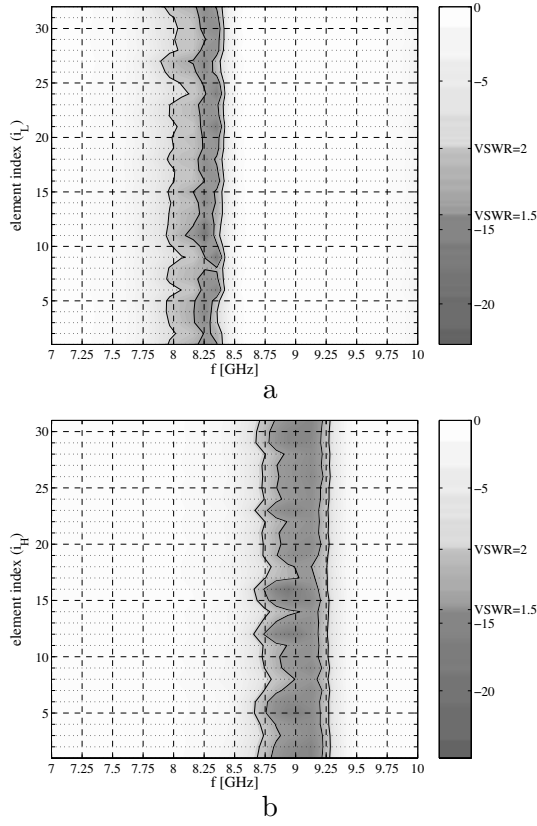 0
30
25
20
15
10
5
element index (i_L)
−5
VSWR=2
VSWR=1.5
−15
−20
7 7.25 7.5 7.75 8 8.25 8.5 8.75 9 9.25 9.5 9.75 10
f [GHz]
a
0
30
25
20
15
10
5
element index (i_H)
−5
VSWR=2
VSWR=1.5
−15
−20
7 7.25 7.5 7.75 8 8.25 8.5 8.75 9 9.25 9.5 9.75 10
f [GHz]
b